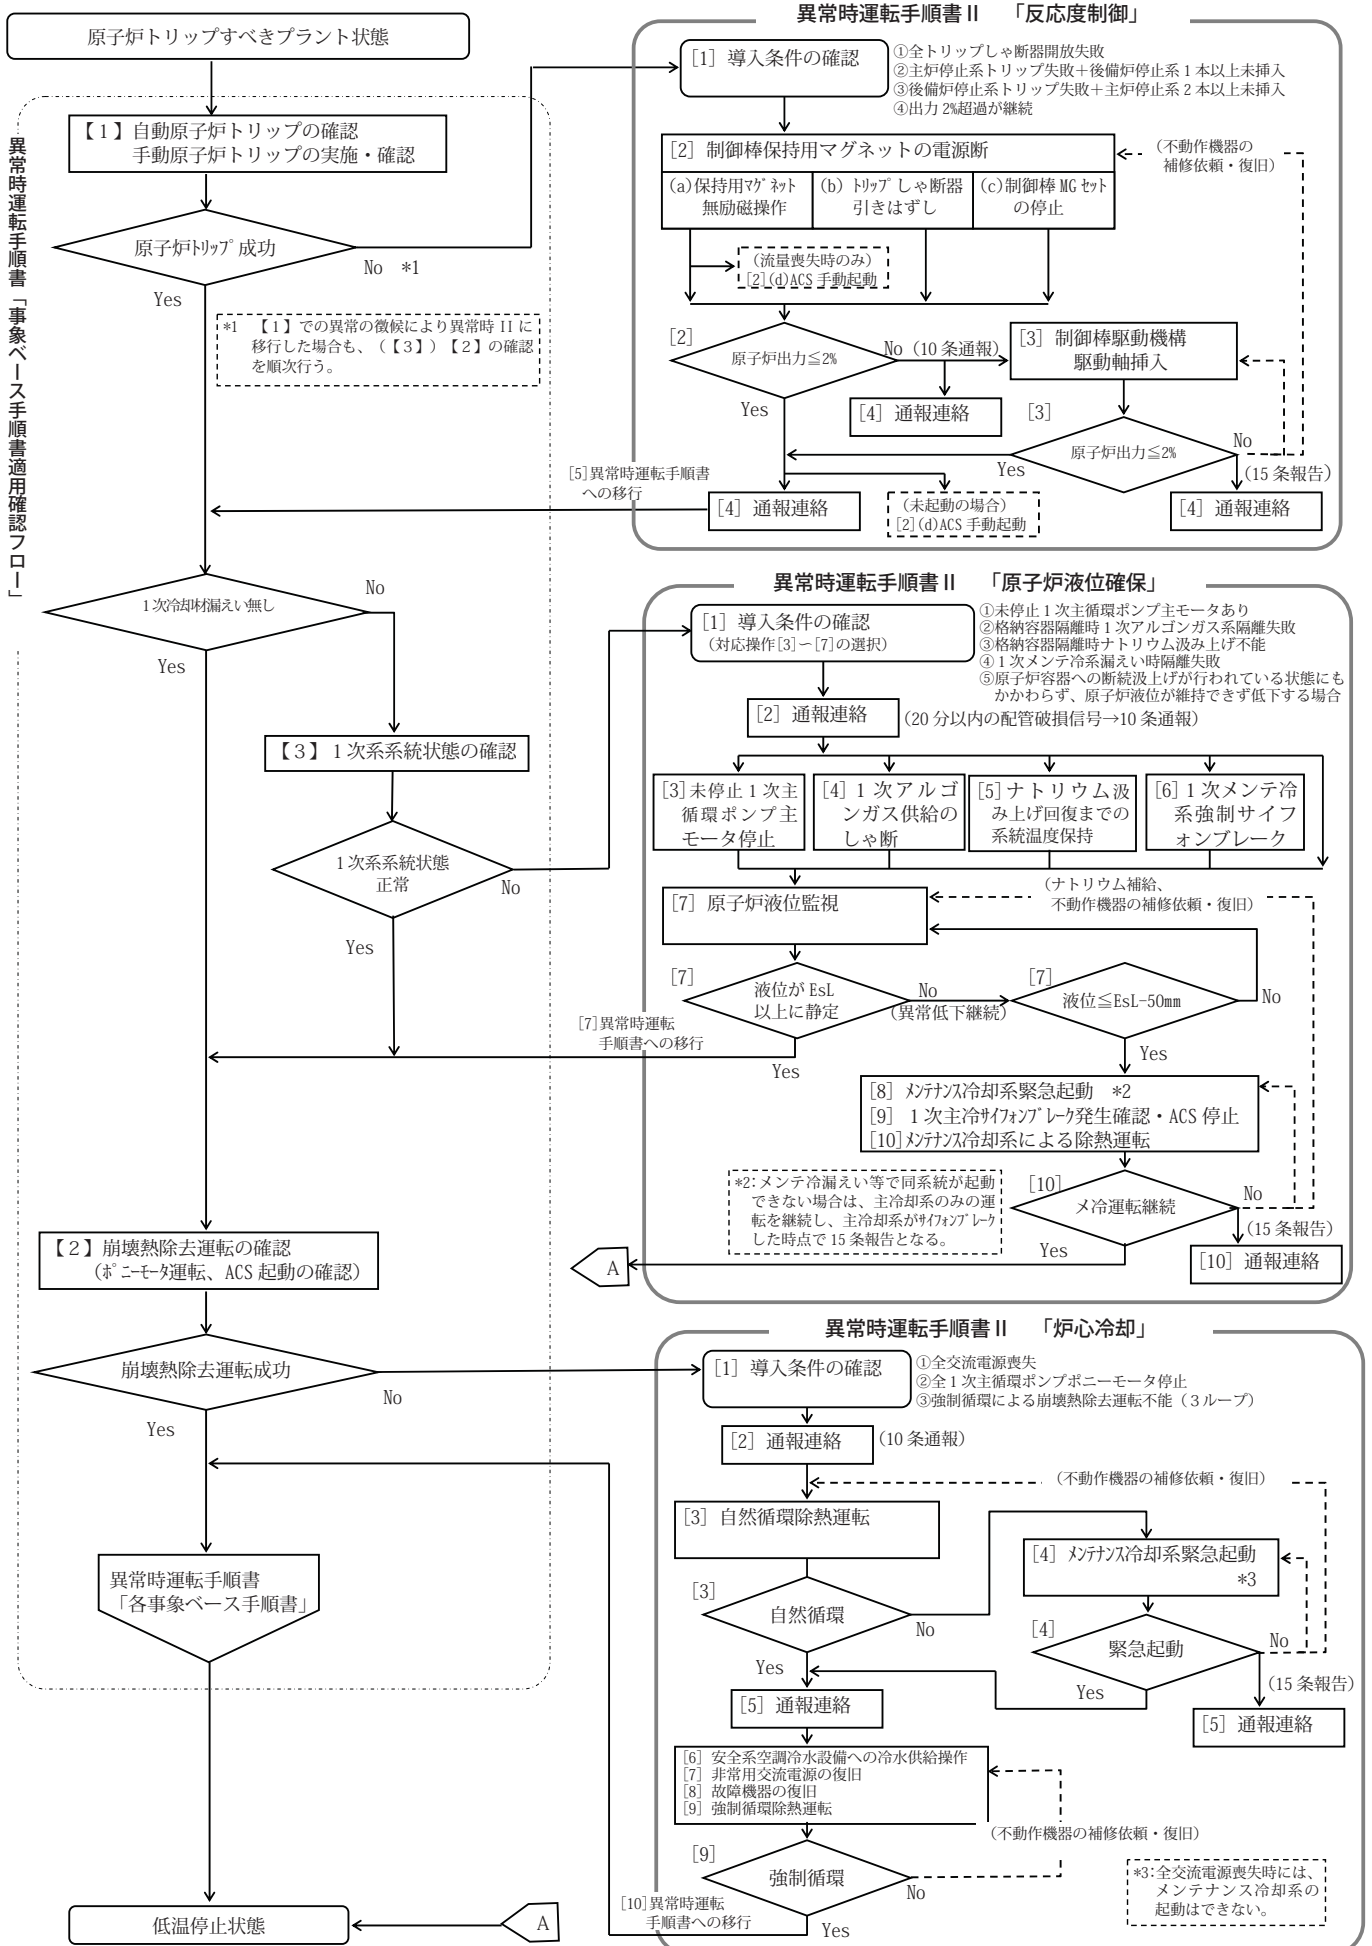 原子炉トリップすべきプラント状態
異常時運転手順書「事象ベース手順書適用確認フロー」
【１】自動原子炉トリップの確認
手動原子炉トリップの実施・確認
原子炉ﾄﾘｯﾌﾟ成功
No *1
Yes
*1 【１】での異常の徴候により異常時 II に
移行した場合も、（【３】）【２】の確認
を順次行う。
1次冷却材漏えい無し
No
Yes
【３】１次系系統状態の確認
１次系系統状態
正常
No
Yes
【２】崩壊熱除去運転の確認
（ﾎﾟﾆｰﾓｰﾀ運転、ACS 起動の確認）
崩壊熱除去運転成功
No
Yes
異常時運転手順書
「各事象ベース手順書」
低温停止状態
A
異常時運転手順書Ⅱ 「反応度制御」
[1] 導入条件の確認
①全トリップしゃ断器開放失敗
②主炉停止系トリップ失敗＋後備炉停止系１本以上未挿入
③後備炉停止系トリップ失敗＋主炉停止系２本以上未挿入
④出力 2%超過が継続
[2] 制御棒保持用マグネットの電源断
（不動作機器の
補修依頼・復旧）
(a)保持用ﾏｸﾞﾈｯﾄ
無励磁操作
(b) ﾄﾘｯﾌﾟしゃ断器
引きはずし
(c)制御棒 MG ｾｯﾄ
の停止
（流量喪失時のみ）
[2](d)ACS 手動起動
[2]
原子炉出力≦2%
No（10 条通報）
Yes
[3] 制御棒駆動機構
駆動軸挿入
[4] 通報連絡
[3]
原子炉出力≦2%
No
Yes
（15 条報告）
[4] 通報連絡
[5]異常時運転手順書
への移行
[4] 通報連絡
（未起動の場合）
[2](d)ACS 手動起動
異常時運転手順書Ⅱ 「原子炉液位確保」
[1] 導入条件の確認
（対応操作[3]～[7]の選択）
①未停止１次主循環ポンプ主モータあり
②格納容器隔離時１次アルゴンガス系隔離失敗
③格納容器隔離時ナトリウム汲み上げ不能
④１次メンテ冷系漏えい時隔離失敗
⑤原子炉容器への断続汲上げが行われている状態にも
かかわらず、原子炉液位が維持できず低下する場合
[2] 通報連絡
（20 分以内の配管破損信号→10 条通報）
[3]未停止１次主
循環ポンプ主
モータ停止
[4]１次アルゴ
ンガス供給の
しゃ断
[5]ナトリウム汲
み上げ回復までの
系統温度保持
[6]１次メンテ冷
系強制サイフ
ォンブレーク
[7] 原子炉液位監視
（ナトリウム補給、
不動作機器の補修依頼・復旧）
[7]
液位が EsL
以上に静定
No
（異常低下継続）
[7]
液位≦EsL-50mm
No
Yes
[7]異常時運転
手順書への移行
Yes
[8] ﾒﾝﾃﾅﾝｽ冷却系緊急起動 *2
[9] １次主冷ｻｲﾌｫﾝﾌﾞﾚｰｸ発生確認・ACS 停止
[10]ﾒﾝﾃﾅﾝｽ冷却系による除熱運転
*2:メンテ冷漏えい等で同系統が起動
できない場合は、主冷却系のみの運
転を継続し、主冷却系がｻｲﾌｫﾝﾌﾞﾚｰｸ
した時点で 15 条報告となる。
[10]
メ冷運転継続
No
Yes
（15 条報告）
[10] 通報連絡
A
異常時運転手順書Ⅱ 「炉心冷却」
[1] 導入条件の確認
①全交流電源喪失
②全１次主循環ポンプポニーモータ停止
③強制循環による崩壊熱除去運転不能（３ループ）
[2] 通報連絡
（10 条通報）
（不動作機器の補修依頼・復旧）
[3] 自然循環除熱運転
[4] ﾒﾝﾃﾅﾝｽ冷却系緊急起動
*3
[3]
自然循環
No
Yes
[4]
緊急起動
No
Yes
（15 条報告）
[5] 通報連絡
[5] 通報連絡
[6] 安全系空調冷水設備への冷水供給操作
[7] 非常用交流電源の復旧
[8] 故障機器の復旧
[9] 強制循環除熱運転
（不動作機器の補修依頼・復旧）
[9]
強制循環
No
Yes
[10]異常時運転
手順書への移行
*3:全交流電源喪失時には、
メンテナンス冷却系の
起動はできない。